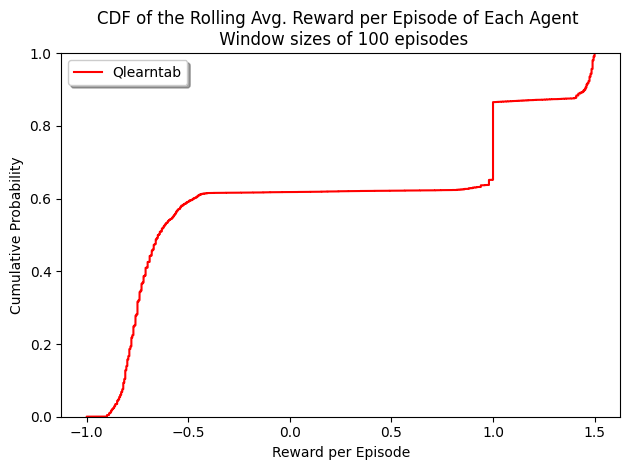 CDF of the Rolling Avg. Reward per Episode of Each Agent
Window sizes of 100 episodes
Qlearntab
1.0
0.8
0.6
0.4
0.2
0.0
Cumulative Probability
−1.0 −0.5 0.0 0.5 1.0 1.5
Reward per Episode